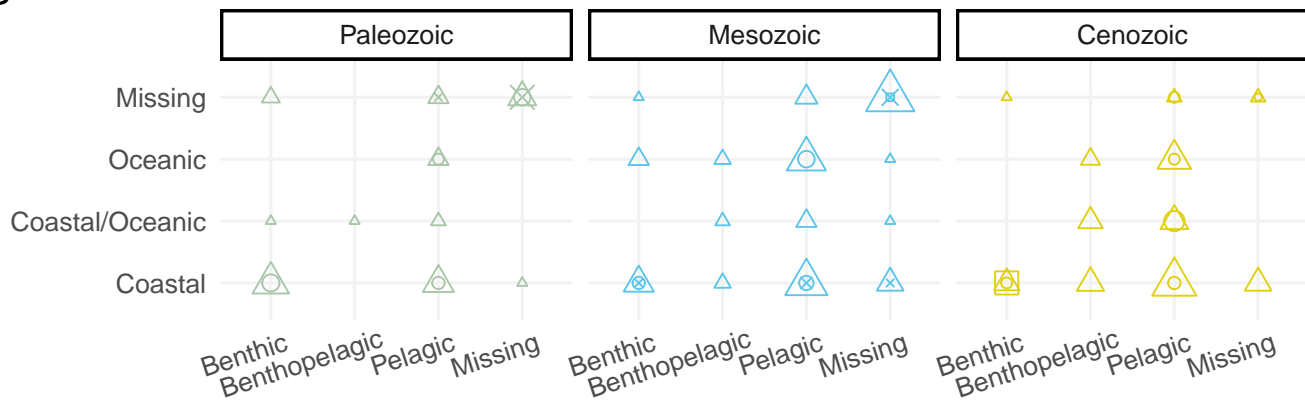 Paleozoic Mesozoic Cenozoic
Missing
Oceanic
Coastal/Oceanic
Coastal
Benthic Benthopelagic Pelagic Missing Benthic Benthopelagic Pelagic Missing Benthic Benthopelagic Pelagic Missing